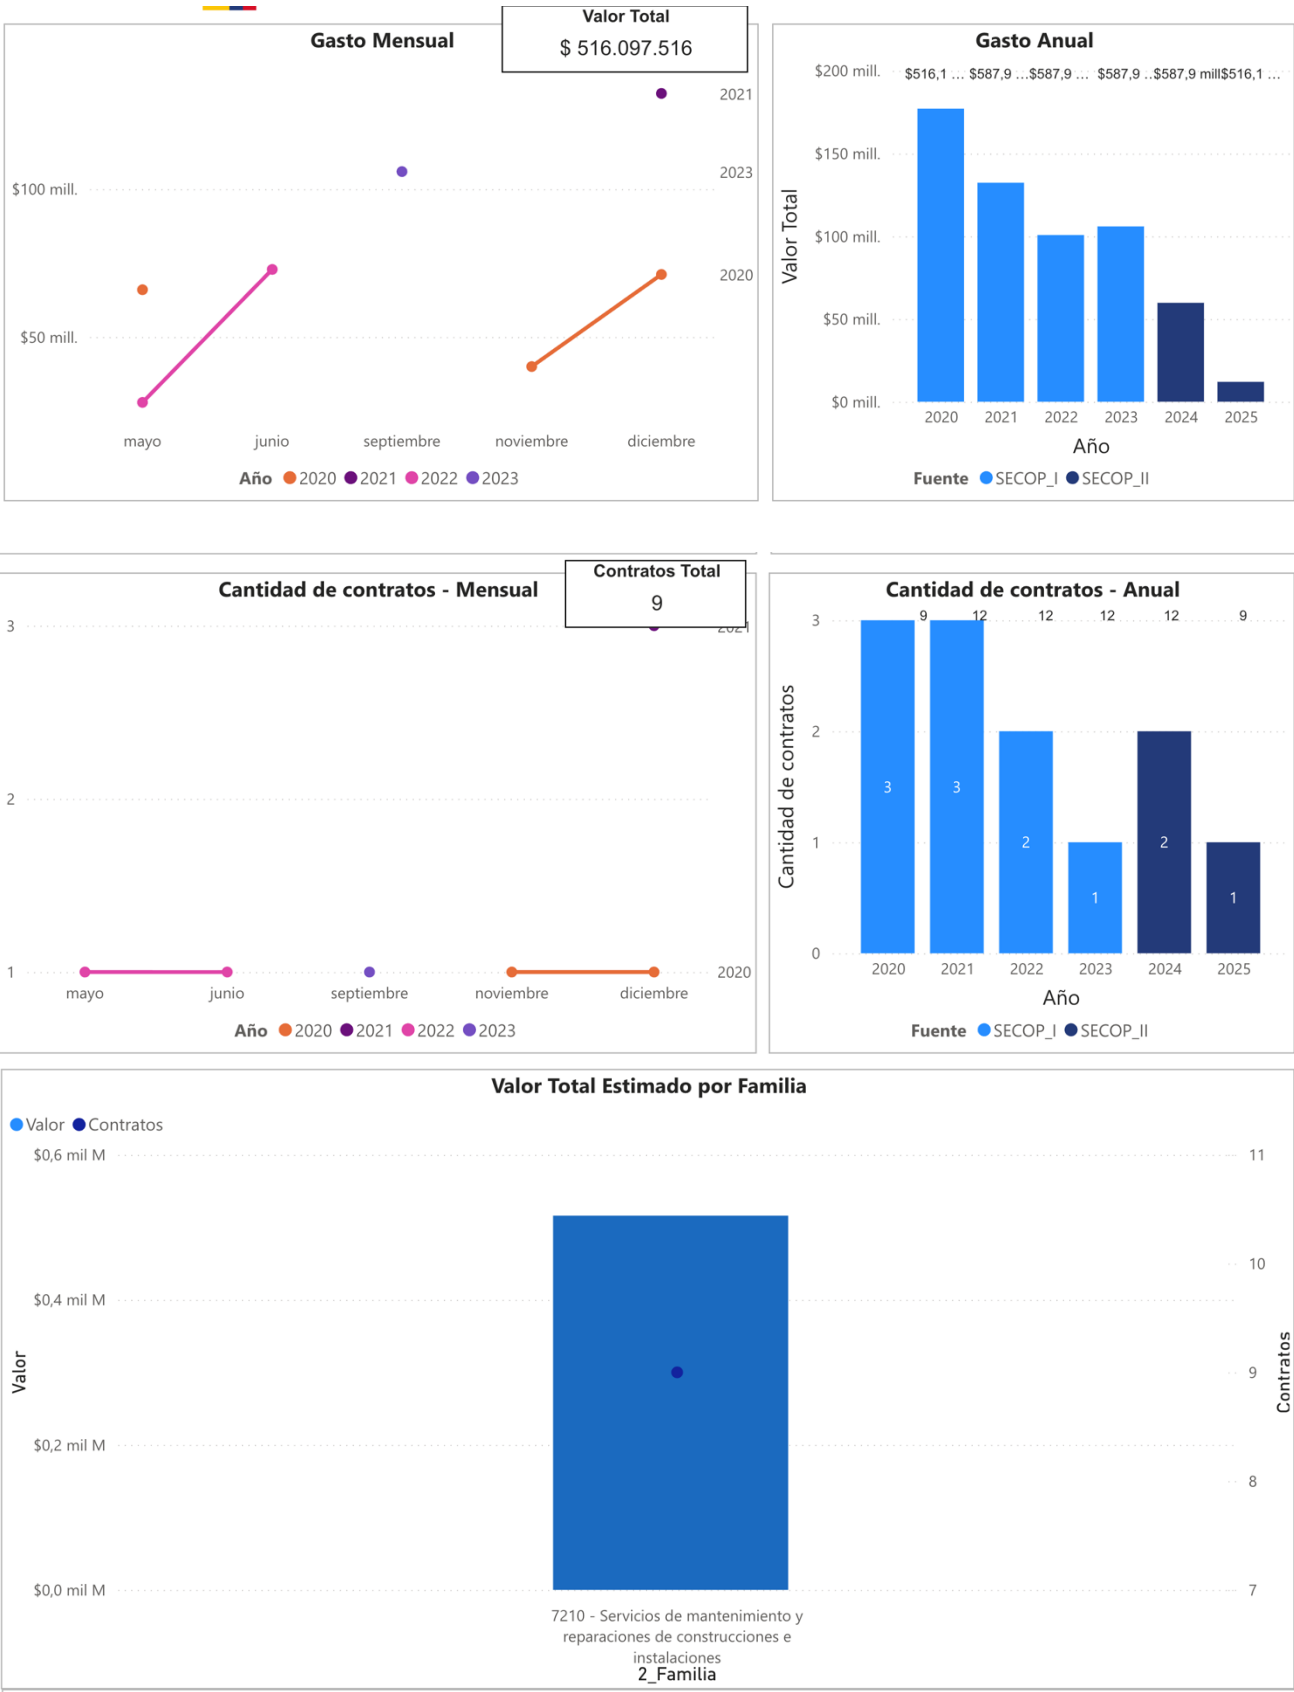 Valor Total
$ 516.097.516
Gasto Mensual
2021
2023
$100 mill.
2020
$50 mill.
mayo junio septiembre noviembre diciembre
Año 2020 2021 2022 2023
Gasto Anual
$200 mill.
$516,1 ... $587,9 ... $587,9 ... $587,9 ... $587,9 mill $516,1 ...
$150 mill.
$100 mill.
$50 mill.
$0 mill.
Valor Total
2020 2021 2022 2023 2024 2025
Año
Fuente SECOP_I SECOP_II
Contratos Total
9
Cantidad de contratos - Mensual
3
2021
2
1
2020
mayo junio septiembre noviembre diciembre
Año 2020 2021 2022 2023
Cantidad de contratos - Anual
9 12 12 12 12 9
3
2
1
0
Cantidad de contratos
3 3 2 1 2 1
2020 2021 2022 2023 2024 2025
Año
Fuente SECOP_I SECOP_II
Valor Total Estimado por Familia
Valor Contratos
$0,6 mil M
$0,4 mil M
$0,2 mil M
$0,0 mil M
Valor
11
10
9
8
7
Contratos
7210 - Servicios de mantenimiento y
reparaciones de construcciones e
instalaciones
2_Familia